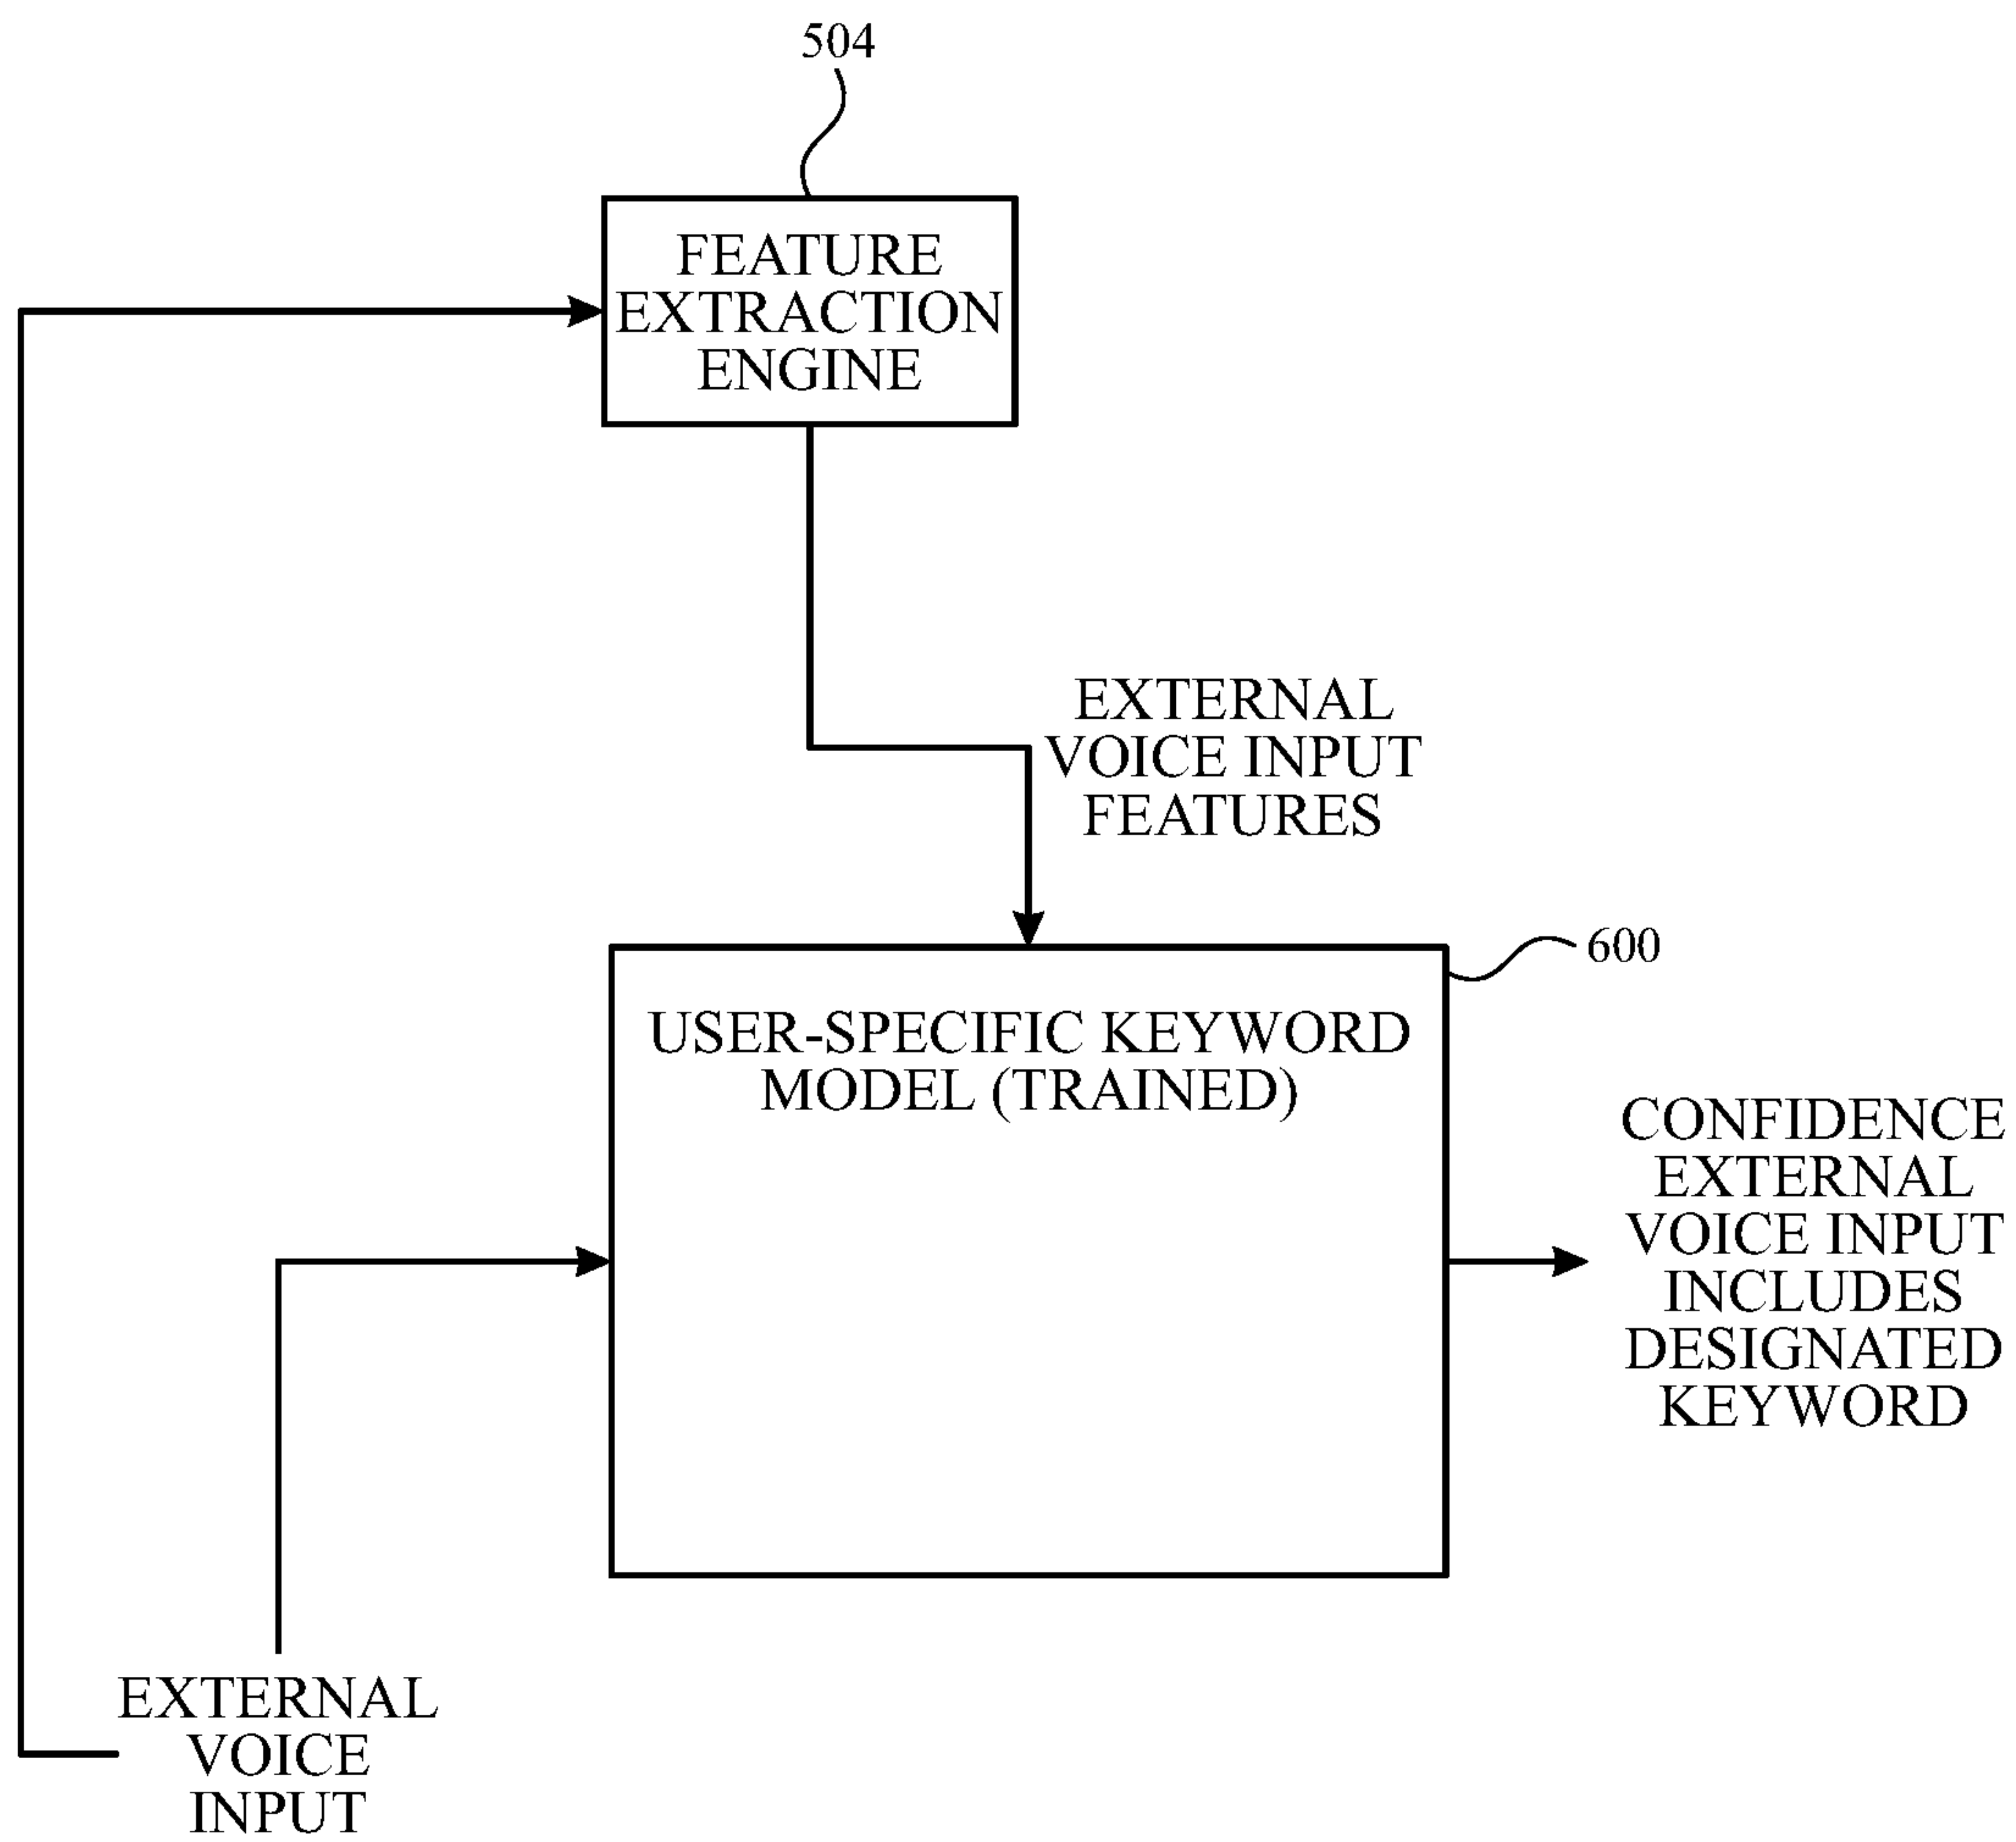 504
FEATURE
EXTRACTION
ENGINE
EXTERNAL
VOICE INPUT
FEATURES
600
USER-SPECIFIC KEYWORD
MODEL (TRAINED)
CONFIDENCE
EXTERNAL
VOICE INPUT
INCLUDES
DESIGNATED
KEYWORD
EXTERNAL
VOICE
INPUT